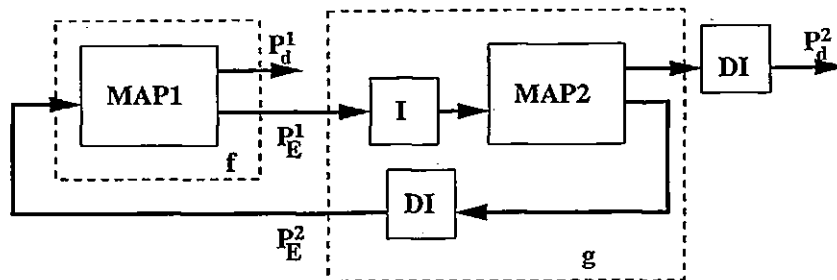 P_d^1
P_d^2
MAP1
MAP2
DI
I
P_E^1
f
DI
P_E^2
g